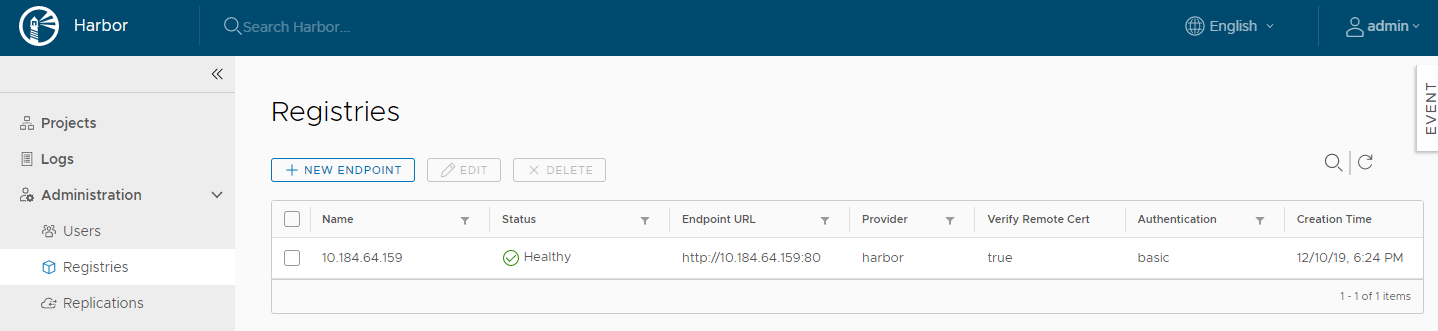 Harbor
Search Harbor...
English
admin
EVENT
Projects
Logs
Administration
Users
Registries
Replications
Registries
NEW ENDPOINT EDIT DELETE
Name Status Endpoint URL Provider Verify Remote Cert Authentication Creation Time
10.184.64.159 Healthy http://10.184.64.159:80 harbor true basic 12/10/19, 6:24 PM
1 - 1 of 1 items